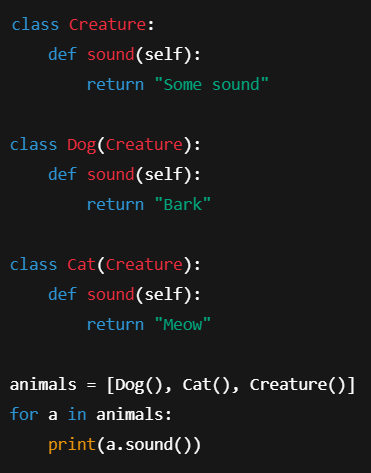 class Creature:
    def sound(self):
        return "Some sound"

class Dog(Creature):
    def sound(self):
        return "Bark"

class Cat(Creature):
    def sound(self):
        return "Meow"

animals = [Dog(), Cat(), Creature()]
for a in animals:
    print(a.sound())